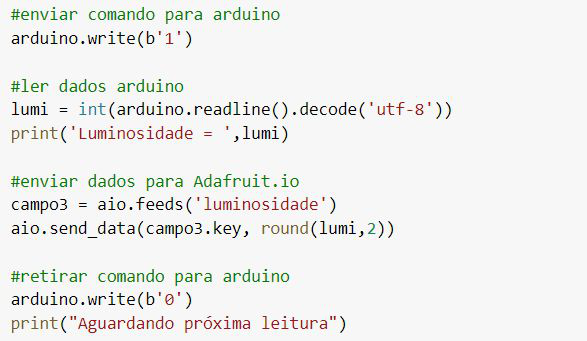 #enviar comando para arduino
arduino.write(b'1')
#ler dados arduino
lumi = int(arduino.readline().decode('utf-8'))
print('Luminosidade = ',lumi)
#enviar dados para Adafruit.io
campo3 = aio.feeds('luminosidade')
aio.send_data(campo3.key, round(lumi,2))
#retirar comando para arduino
arduino.write(b'0')
print("Aguardando próxima leitura")